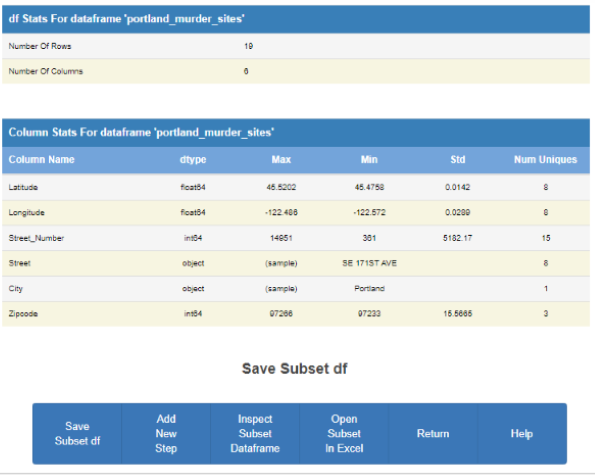 df Stats For dataframe 'portland_murder_sites'
Number Of Rows 19
Number Of Columns 6
Column Stats For dataframe 'portland_murder_sites'
Column Name dtype Max Min Std Num Uniques
Latitude float64 45.5202 45.4758 0.0142 8
Longitude float64 -122.486 -122.572 0.0289 8
Street_Number int64 14951 361 5182.17 15
Street object (sample) SE 171ST AVE 8
City object (sample) Portland 1
Zipcode int64 97266 97233 15.5665 3
Save Subset df
Save Subset df
Add New Step
Inspect Subset Dataframe
Open Subset In Excel
Return
Help